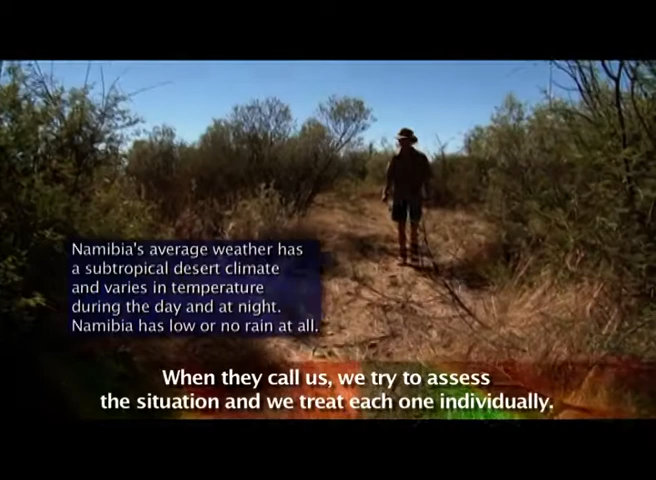 Namibia's average weather has
a subtropical desert climate
and varies in temperature
during the day and at night.
Namibia has low or no rain at all.
When they call us, we try to assess
the situation and we treat each one individually.